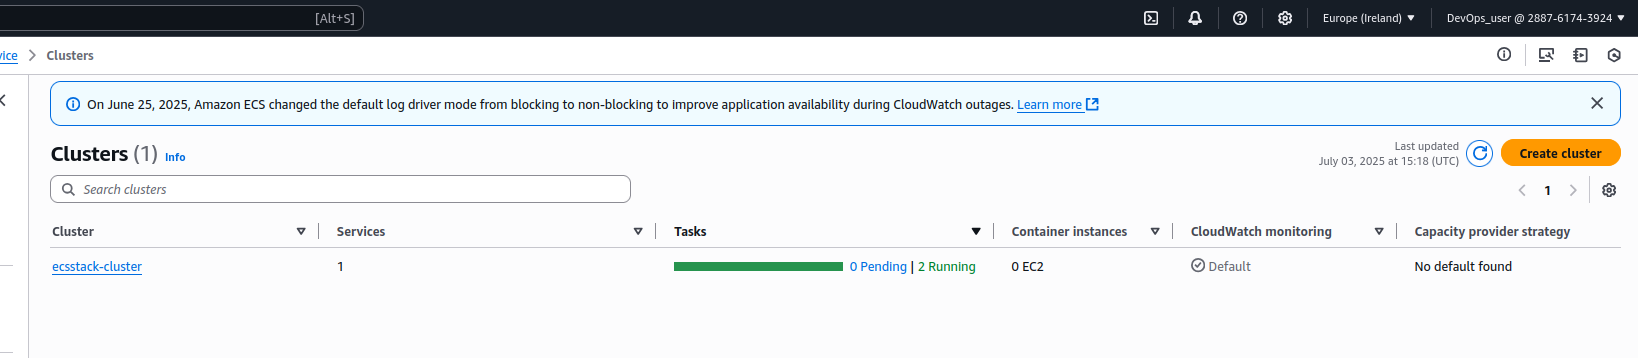 [Alt+S]
Europe (Ireland)
DevOps_user @ 2887-6174-3924
Clusters
On June 25, 2025, Amazon ECS changed the default log driver mode from blocking to non-blocking to improve application availability during CloudWatch outages. Learn more
Clusters (1) Info
Last updated
July 03, 2025 at 15:18 (UTC)
Create cluster
Search clusters
1
Cluster Services Tasks Container instances CloudWatch monitoring Capacity provider strategy
ecsstack-cluster 1 0 Pending | 2 Running 0 EC2 Default No default found